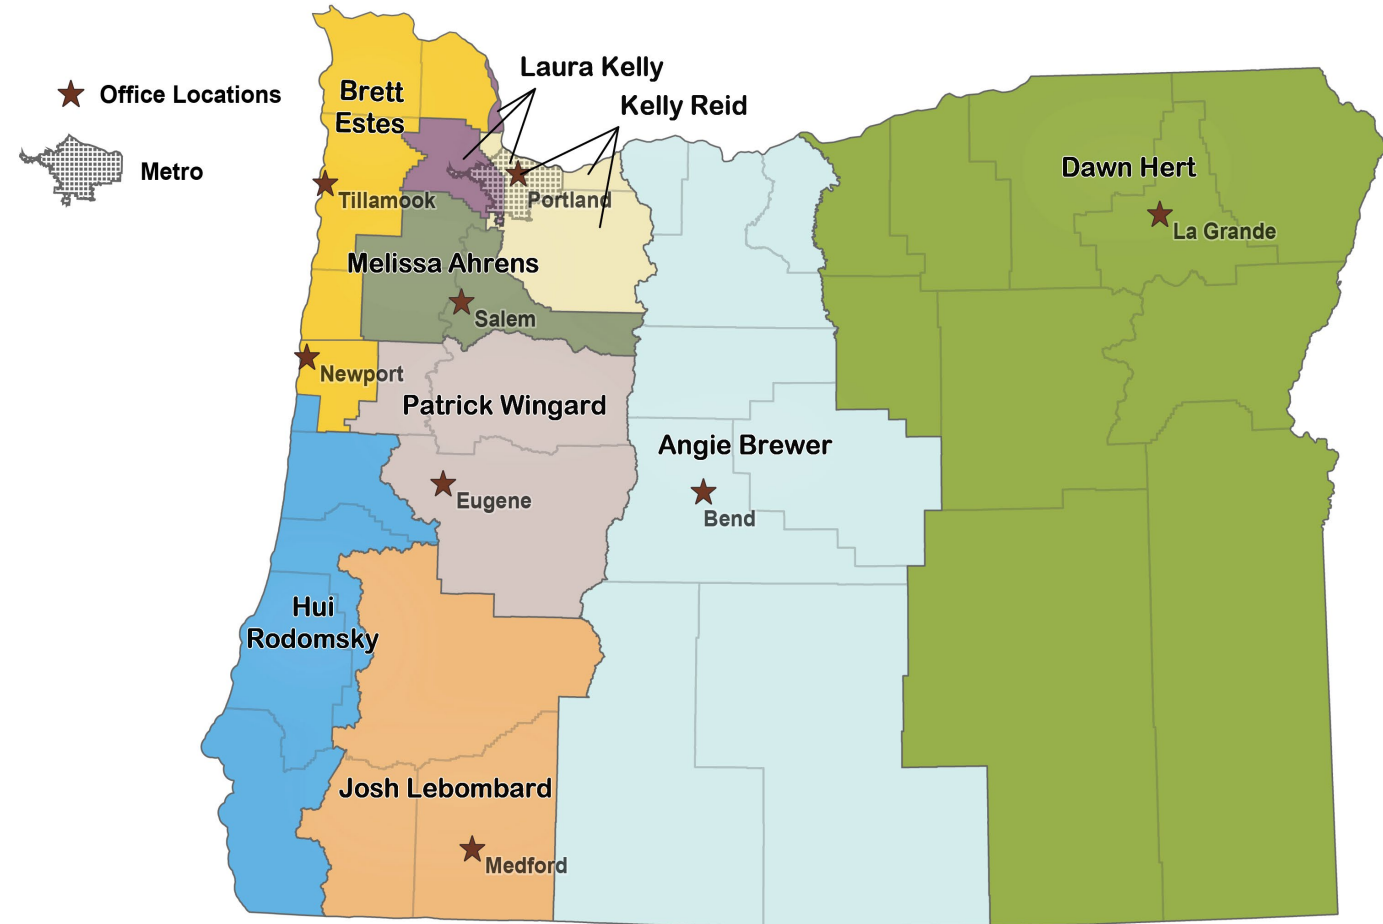 Office Locations
Metro
Brett
Estes
Laura Kelly
Kelly Reid
Dawn Hert
Tillamook
Portland
La Grande
Melissa Ahrens
Salem
Newport
Patrick Wingard
Angie Brewer
Eugene
Bend
Hui
Rodomsky
Josh Lebombard
Medford